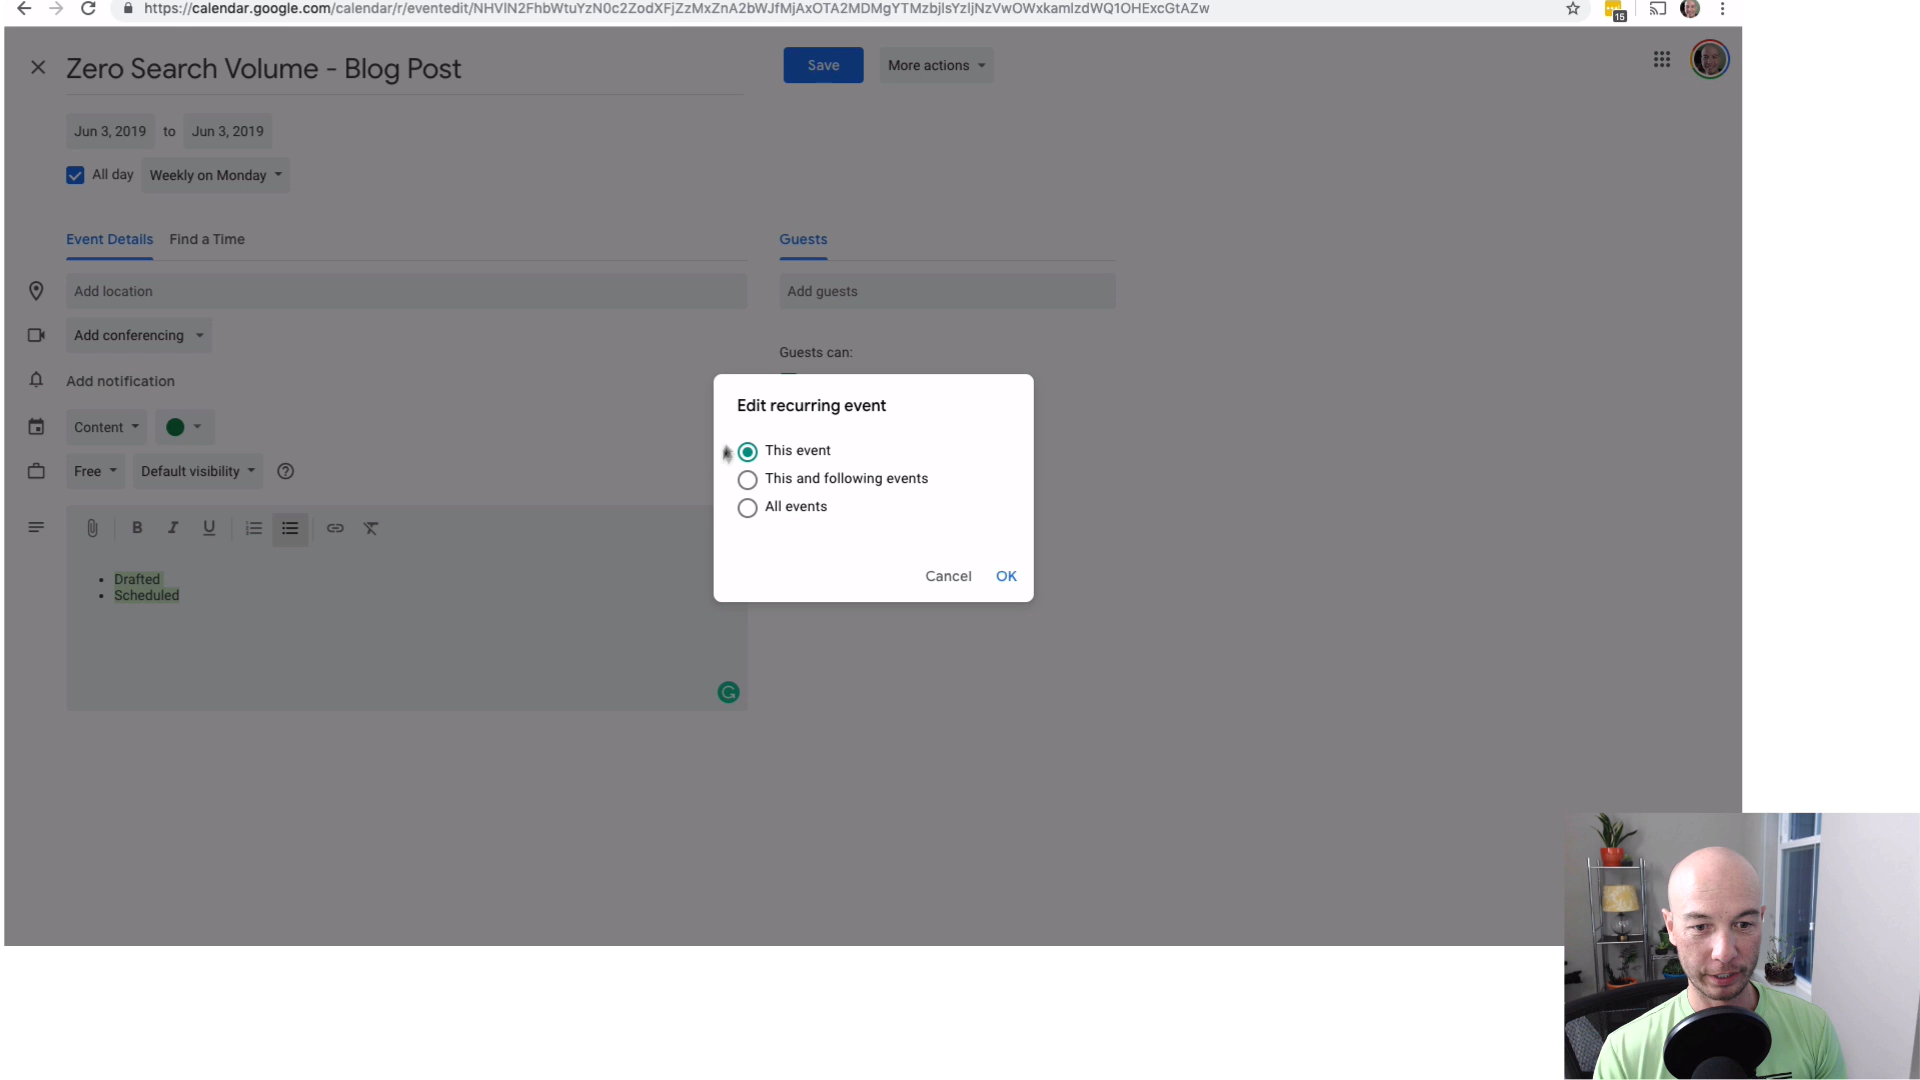 https://calendar.google.com/calendar/r/eventedit/NHVlN2FhbWtuYzN0c2ZodXFjZzMxZnA2bWJfMjAxOTA2MDMgYTMzbjlsYzljNzVwOWxkamlzdWQ1OHExcGtAZw
15
Zero Search Volume - Blog Post
Save
More actions
Jun 3, 2019 to Jun 3, 2019
All day
Weekly on Monday
Event Details
Find a Time
Guests
Add location
Add guests
Add conferencing
Guests can:
Add notification
Edit recurring event
Content
This event
This and following events
All events
Free
Default visibility
B I U
Cancel
OK
Drafted
Scheduled